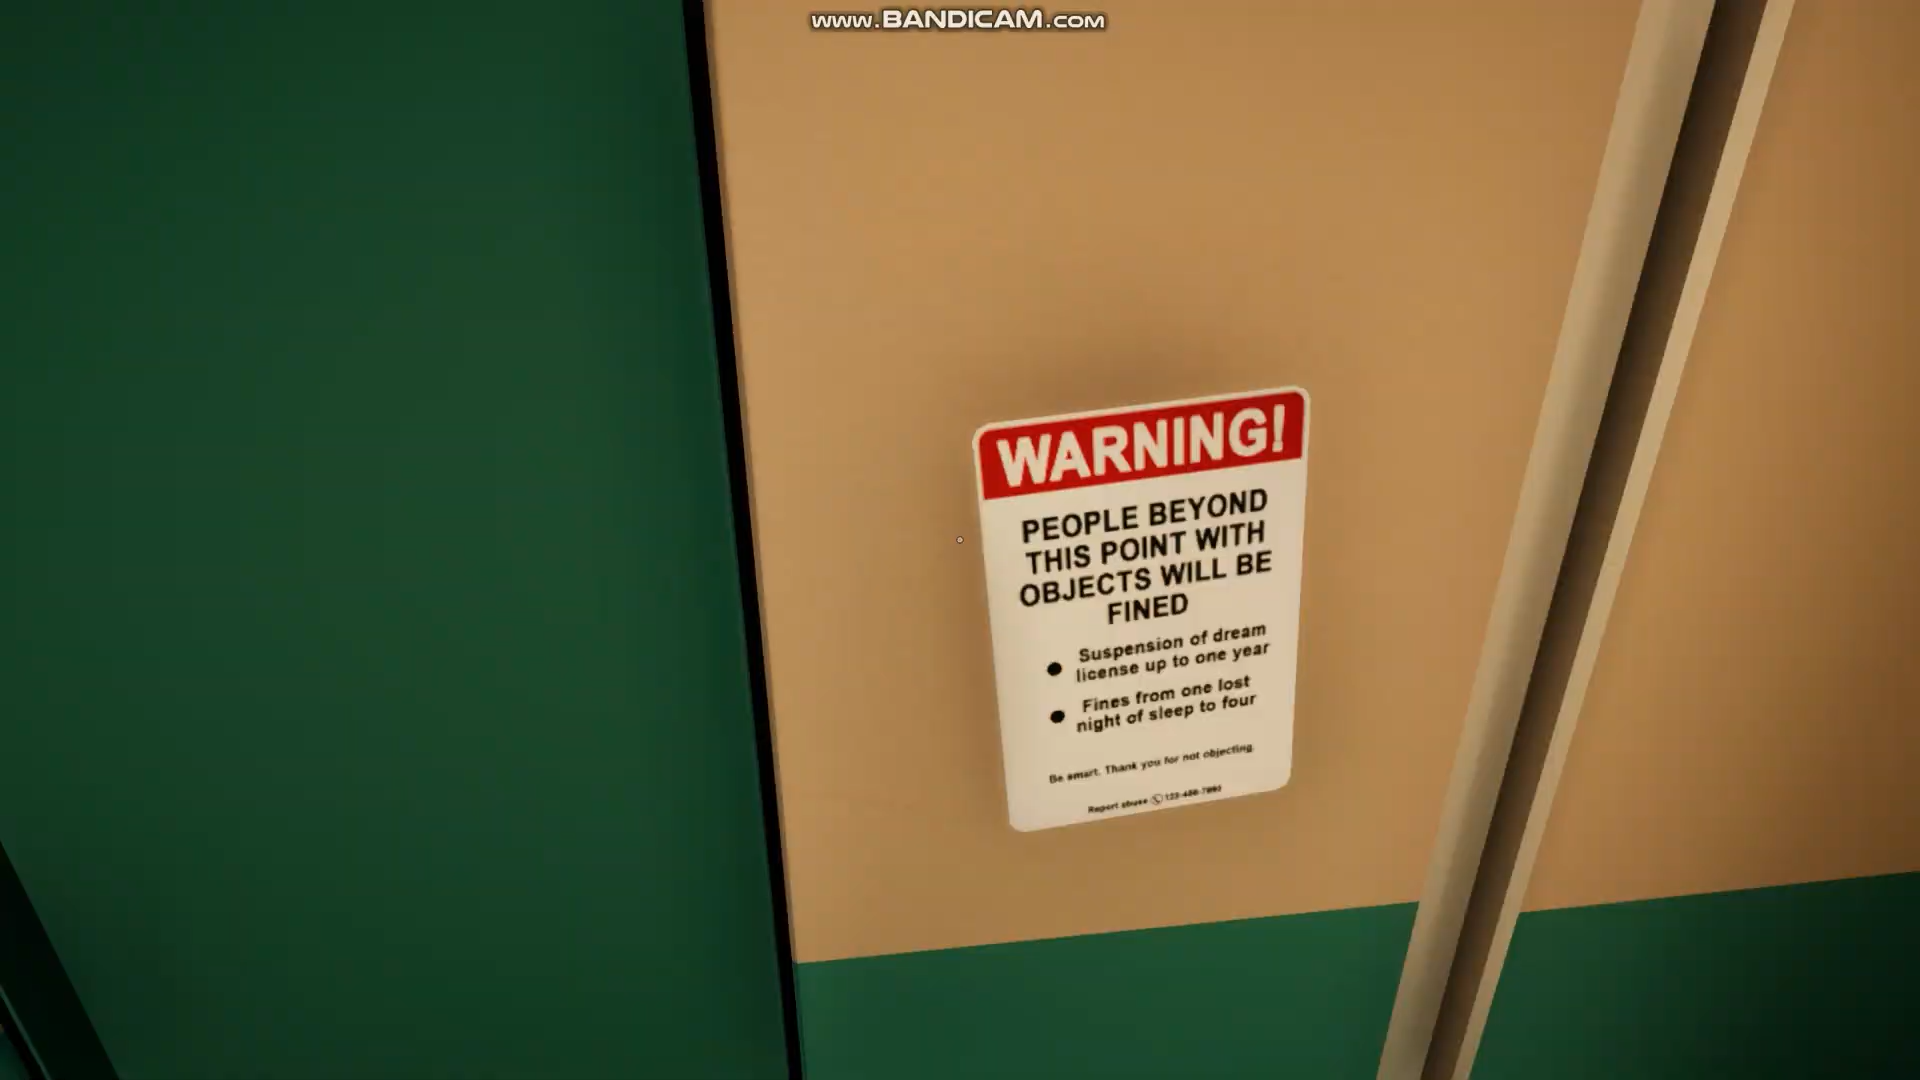 www.BANDICAM.com
WARNING!
PEOPLE BEYOND
THIS POINT WITH
OBJECTS WILL BE
FINED
● Suspension of dream
license up to one year
● Fines from one lost
night of sleep to four
Be smart. Thank you for not objecting.
Report abuse